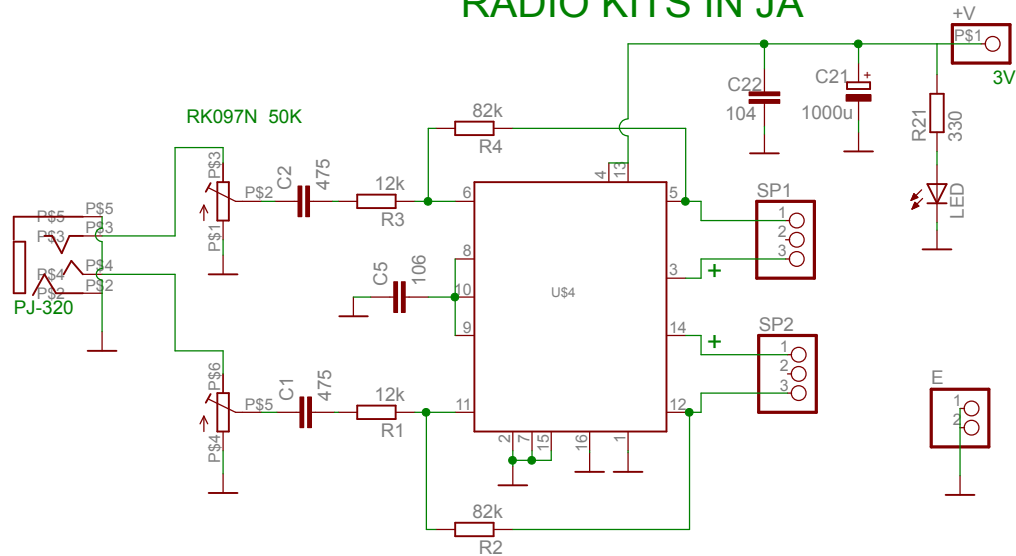 RADIO KITS IN JA
+V
P$1
3V
C22
104
C21
+
1000u
R21
330
LED
RK097N 50K
82k
R4
P$3
P$2
P$1
C2
475
12k
R3
6
4
13
5
SP1
1
2
3
P$5
P$5
P$3
P$3
P$4
P$4
P$2
P$2
PJ-320
C5
106
8
10
9
U$4
3
+
14
+
SP2
1
2
3
P$6
P$5
P$4
C1
475
12k
R1
11
12
2
7
15
16
1
E
1
2
82k
R2